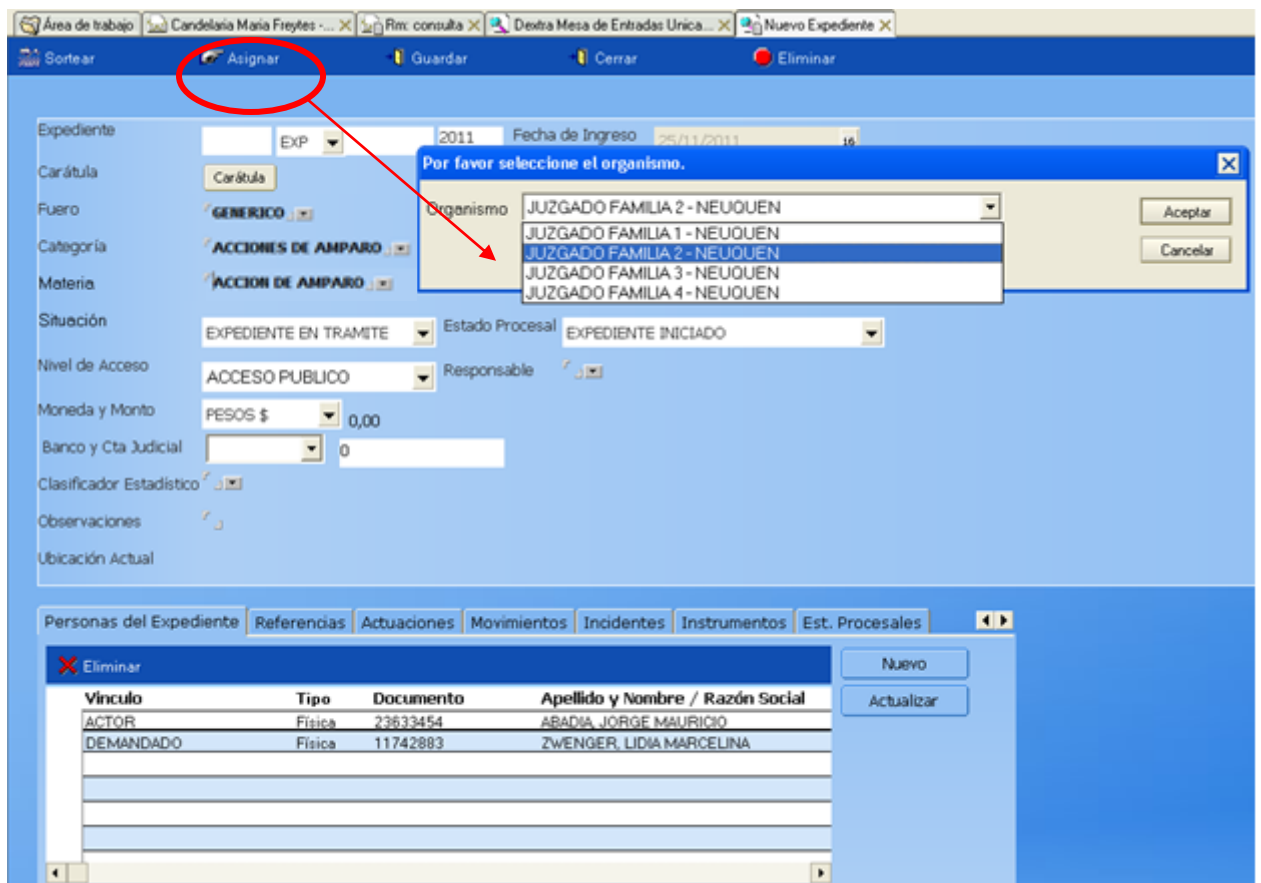 Área de trabajo Candelaria Maria Freytes -... Rm: consulta Dextra Mesa de Entradas Unica... Nuevo Expediente
Sortear Asignar Guardar Cerrar Eliminar
Expediente EXP 2011 Fecha de Ingreso 25/11/2011 16
Por favor seleccione el organismo.
Carátula Carátula
Organismo JUZGADO FAMILIA 2 - NEUQUEN Aceptar
JUZGADO FAMILIA 1 - NEUQUEN
JUZGADO FAMILIA 2 - NEUQUEN Cancelar
JUZGADO FAMILIA 3 - NEUQUEN
JUZGADO FAMILIA 4 - NEUQUEN
Fuero GENERICO
Categoría ACCIONES DE AMPARO
Materia ACCION DE AMPARO
Situación EXPEDIENTE EN TRAMITE Estado Procesal EXPEDIENTE INICIADO
Nivel de Acceso ACCESO PUBLICO Responsable
Moneda y Monto PESOS $ 0,00
Banco y Cta Judicial 0
Clasificador Estadístico
Observaciones
Ubicación Actual
Personas del Expediente Referencias Actuaciones Movimientos Incidentes Instrumentos Est. Procesales
Eliminar Nuevo
Vinculo Tipo Documento Apellido y Nombre / Razón Social Actualizar
ACTOR Física 23633454 ABADIA, JORGE MAURICIO
DEMANDADO Física 11742883 ZWENGER, LIDIA MARCELINA